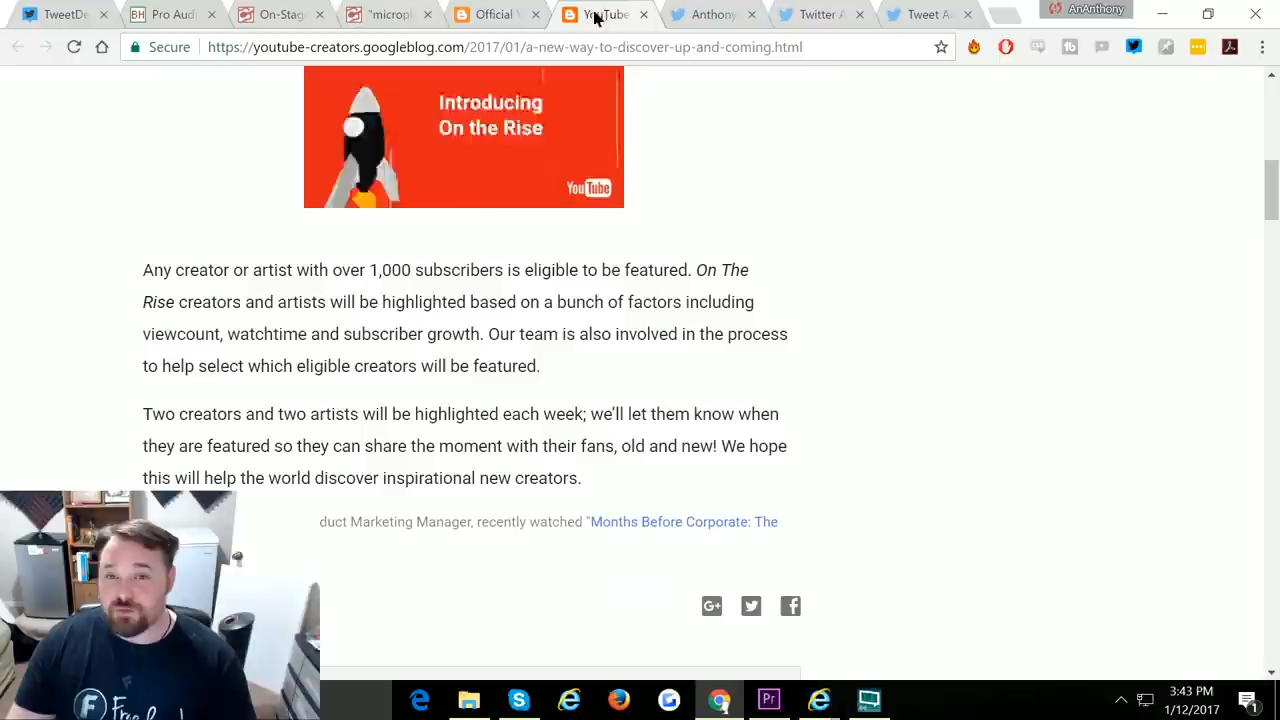 TweetDe
Pro Audi
On-Stag
"microp
Official
YouTube
Anthony
Twitter A
Tweet As
AnAnthony
Secure https://youtube-creators.googleblog.com/2017/01/a-new-way-to-discover-up-and-coming.html
Introducing
On the Rise
YouTube
Any creator or artist with over 1,000 subscribers is eligible to be featured. On The
Rise creators and artists will be highlighted based on a bunch of factors including
viewcount, watchtime and subscriber growth. Our team is also involved in the process
to help select which eligible creators will be featured.
Two creators and two artists will be highlighted each week; we'll let them know when
they are featured so they can share the moment with their fans, old and new! We hope
this will help the world discover inspirational new creators.
duct Marketing Manager, recently watched "Months Before Corporate: The
G+
3:43 PM
1/12/2017
Pr
1